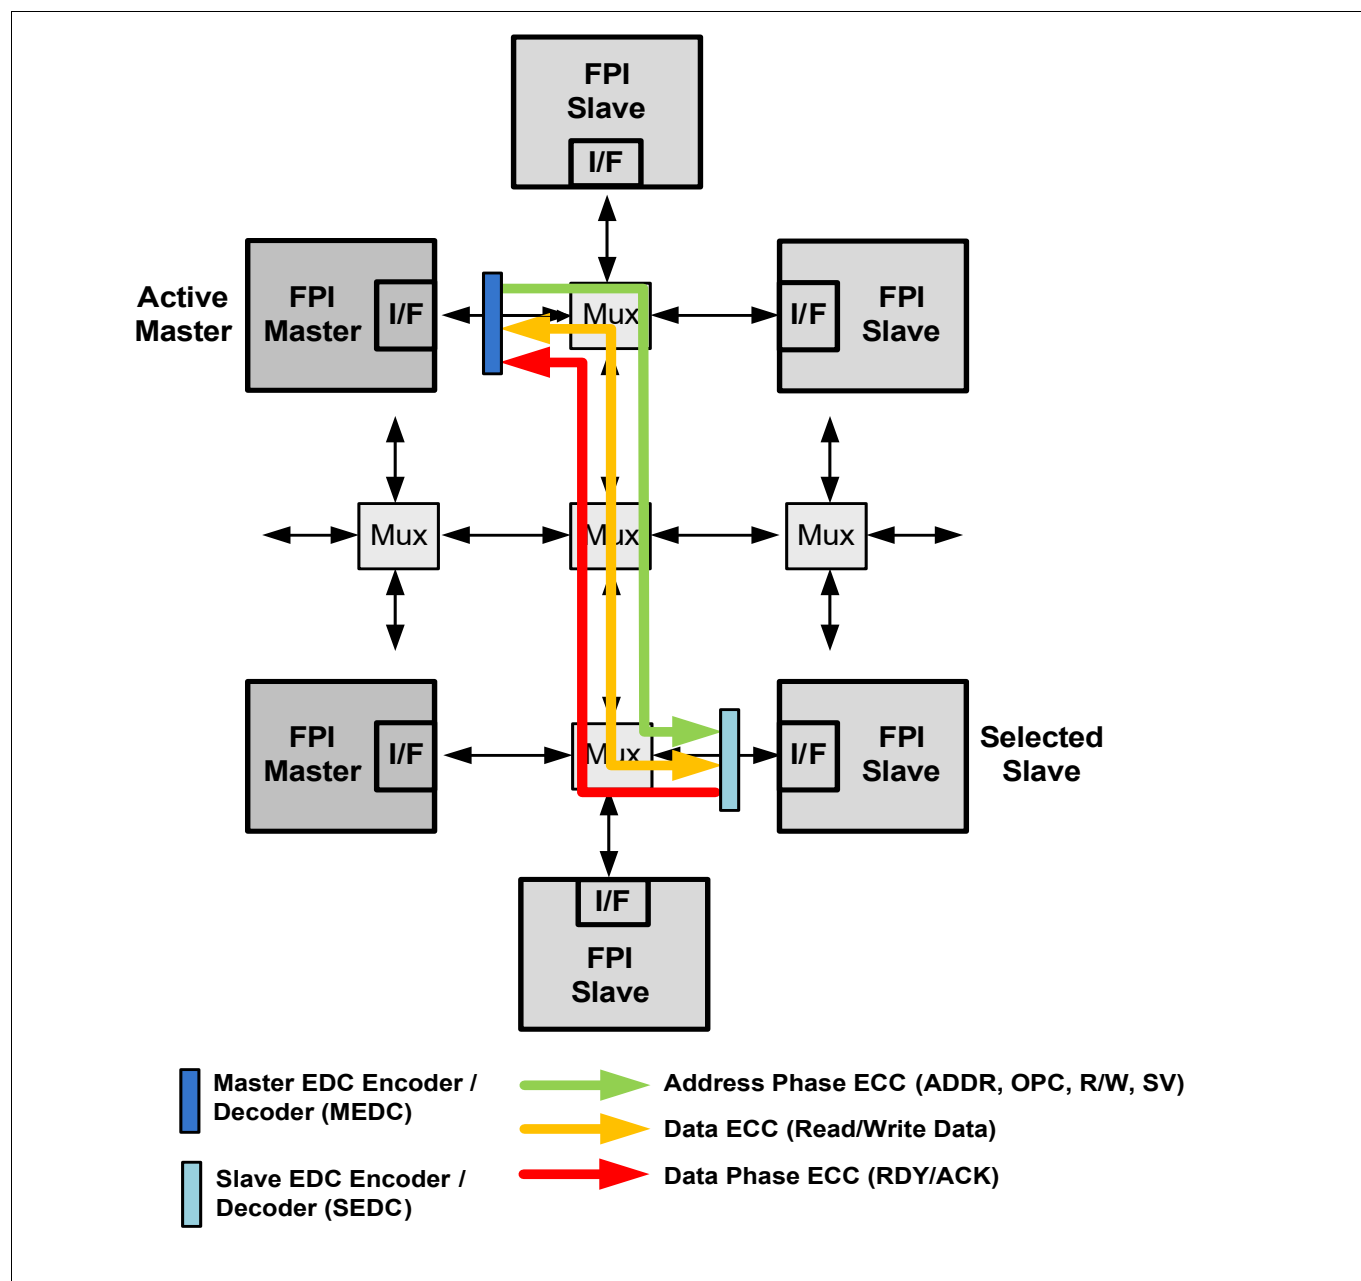 FPI
Slave
I/F
Active
Master
FPI
Master
I/F
Mux
I/F
FPI
Slave
Mux
Mux
Mux
FPI
Master
I/F
Mux
I/F
FPI
Slave
Selected
Slave
I/F
FPI
Slave
Master EDC Encoder /
Decoder (MEDC)
Slave EDC Encoder /
Decoder (SEDC)
Address Phase ECC (ADDR, OPC, R/W, SV)
Data ECC (Read/Write Data)
Data Phase ECC (RDY/ACK)